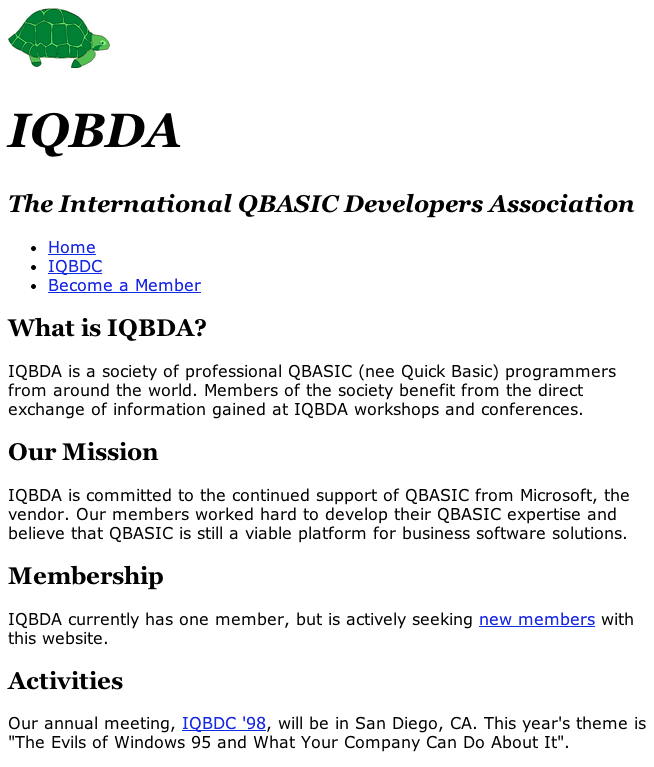 IQBDA
The International QBASIC Developers Association
Home
IQBDC
Become a Member
What is IQBDA?
IQBDA is a society of professional QBASIC (nee Quick Basic) programmers
from around the world. Members of the society benefit from the direct
exchange of information gained at IQBDA workshops and conferences.
Our Mission
IQBDA is committed to the continued support of QBASIC from Microsoft, the
vendor. Our members worked hard to develop their QBASIC expertise and
believe that QBASIC is still a viable platform for business software solutions.
Membership
IQBDA currently has one member, but is actively seeking new members with
this website.
Activities
Our annual meeting, IQBDC '98, will be in San Diego, CA. This year's theme is
"The Evils of Windows 95 and What Your Company Can Do About It".